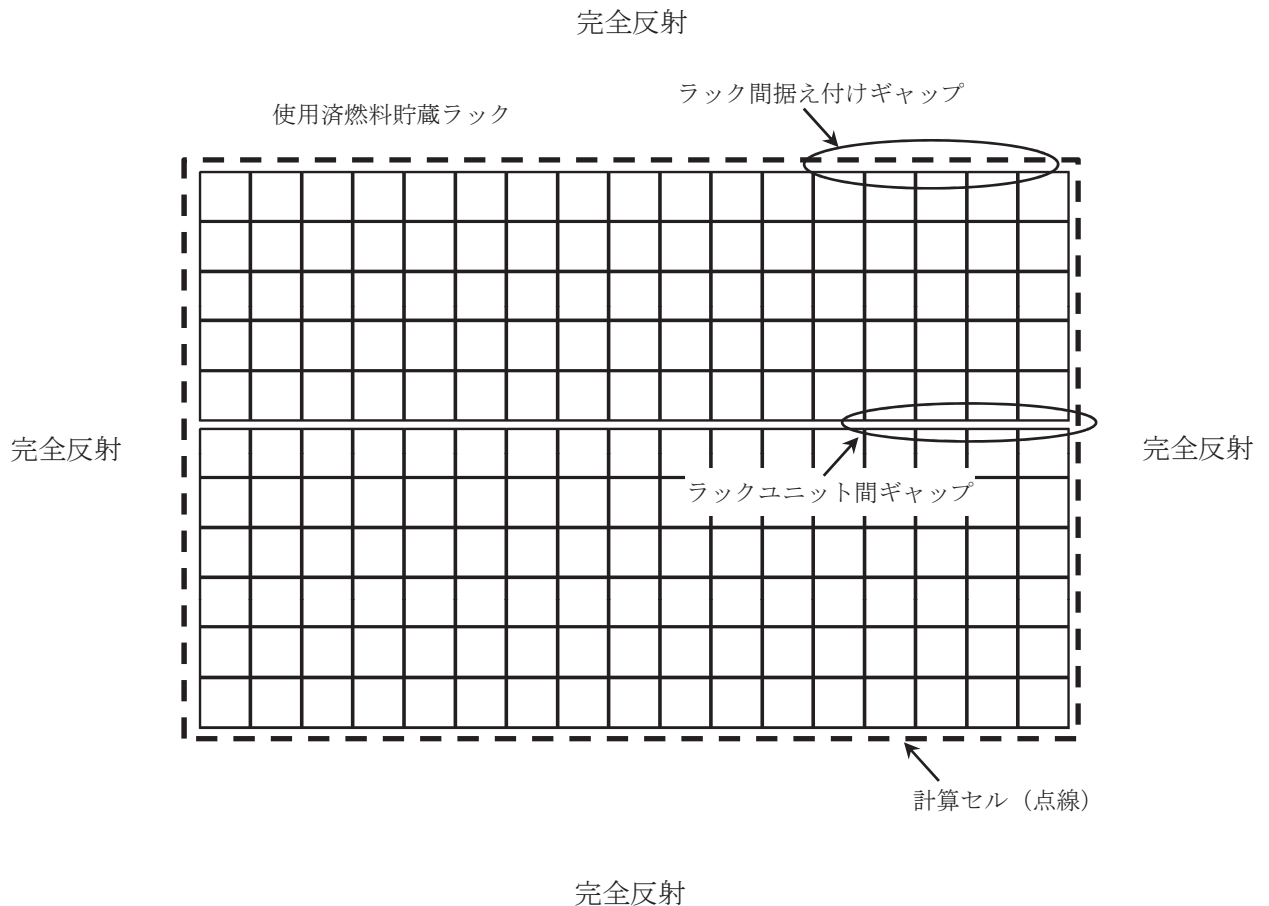 完全反射
ラック間据え付けギャップ
使用済燃料貯蔵ラック
完全反射
完全反射
ラックユニット間ギャップ
計算セル（点線）
完全反射